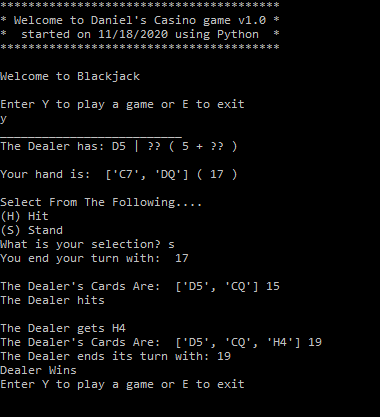 ****************************************
* Welcome to Daniel's Casino game v1.0 *
*  started on 11/18/2020 using Python  *
****************************************
Welcome to Blackjack
Enter Y to play a game or E to exit
y
__________________________
The Dealer has: D5 | ?? ( 5 + ?? )
Your hand is:  ['C7', 'DQ'] ( 17 )
Select From The Following....
(H) Hit
(S) Stand
What is your selection? s
You end your turn with:  17
The Dealer's Cards Are:  ['D5', 'CQ'] 15
The Dealer hits
The Dealer gets H4
The Dealer's Cards Are:  ['D5', 'CQ', 'H4'] 19
The Dealer ends its turn with: 19
Dealer Wins
Enter Y to play a game or E to exit